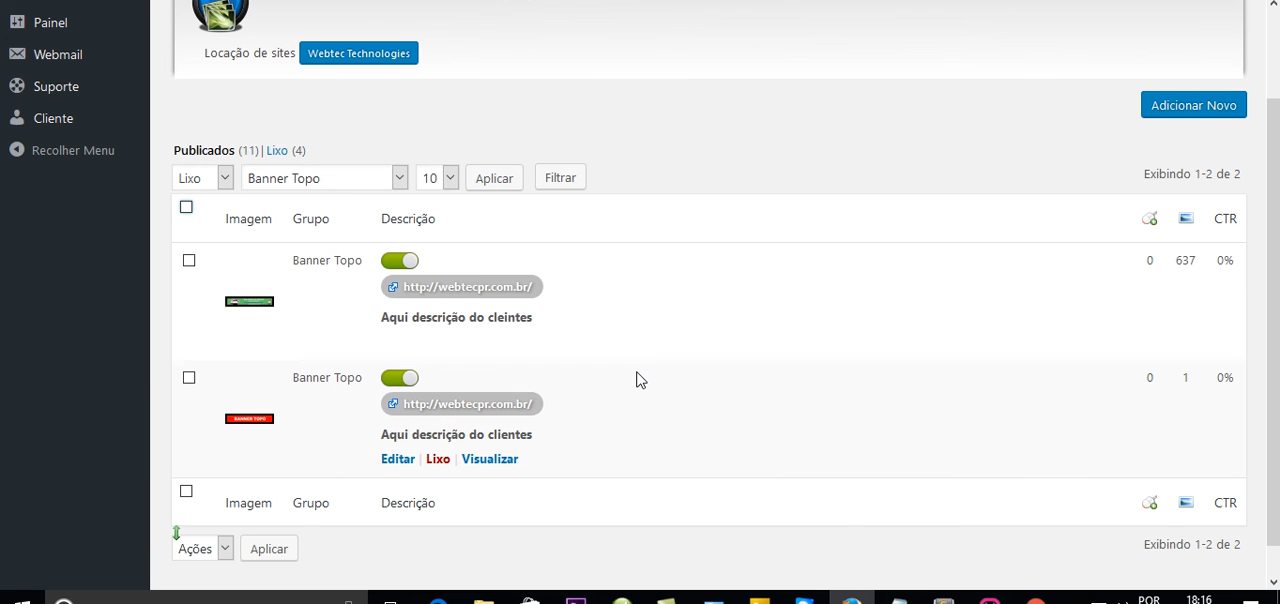 Painel
Webmail
Suporte
Cliente
Recolher Menu
Locação de sites Webtec Technologies
Adicionar Novo
Publicados (11)| Lixo (4)
Lixo Banner Topo 10 Aplicar Filtrar Exibindo 1-2 de 2
Imagem Grupo Descrição CTR
Banner Topo 0 637 0%
http://webtecpr.com.br/
Aqui descrição do cleintes
Banner Topo 0 1 0%
http://webtecpr.com.br/
BANNER TOPO
Aqui descrição do clientes
Editar | Lixo | Visualizar
Imagem Grupo Descrição CTR
Ações Aplicar Exibindo 1-2 de 2
POR 18:16